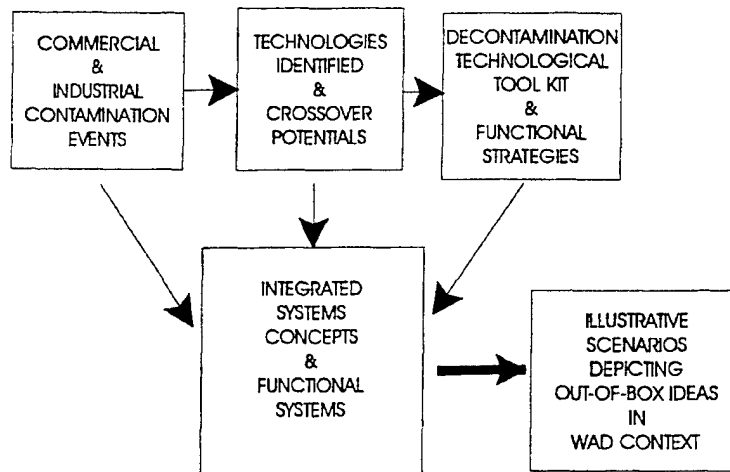 COMMERCIAL
&
INDUSTRIAL
CONTAMINATION
EVENTS
TECHNOLOGIES
IDENTIFIED
&
CROSSOVER
POTENTIALS
DECONTAMINATION
TECHNOLOGICAL
TOOL KIT
&
FUNCTIONAL
STRATEGIES
INTEGRATED
SYSTEMS
CONCEPTS
&
FUNCTIONAL
SYSTEMS
ILLUSTRATIVE
SCENARIOS
DEPICTING
OUT-OF-BOX IDEAS
IN
WAD CONTEXT